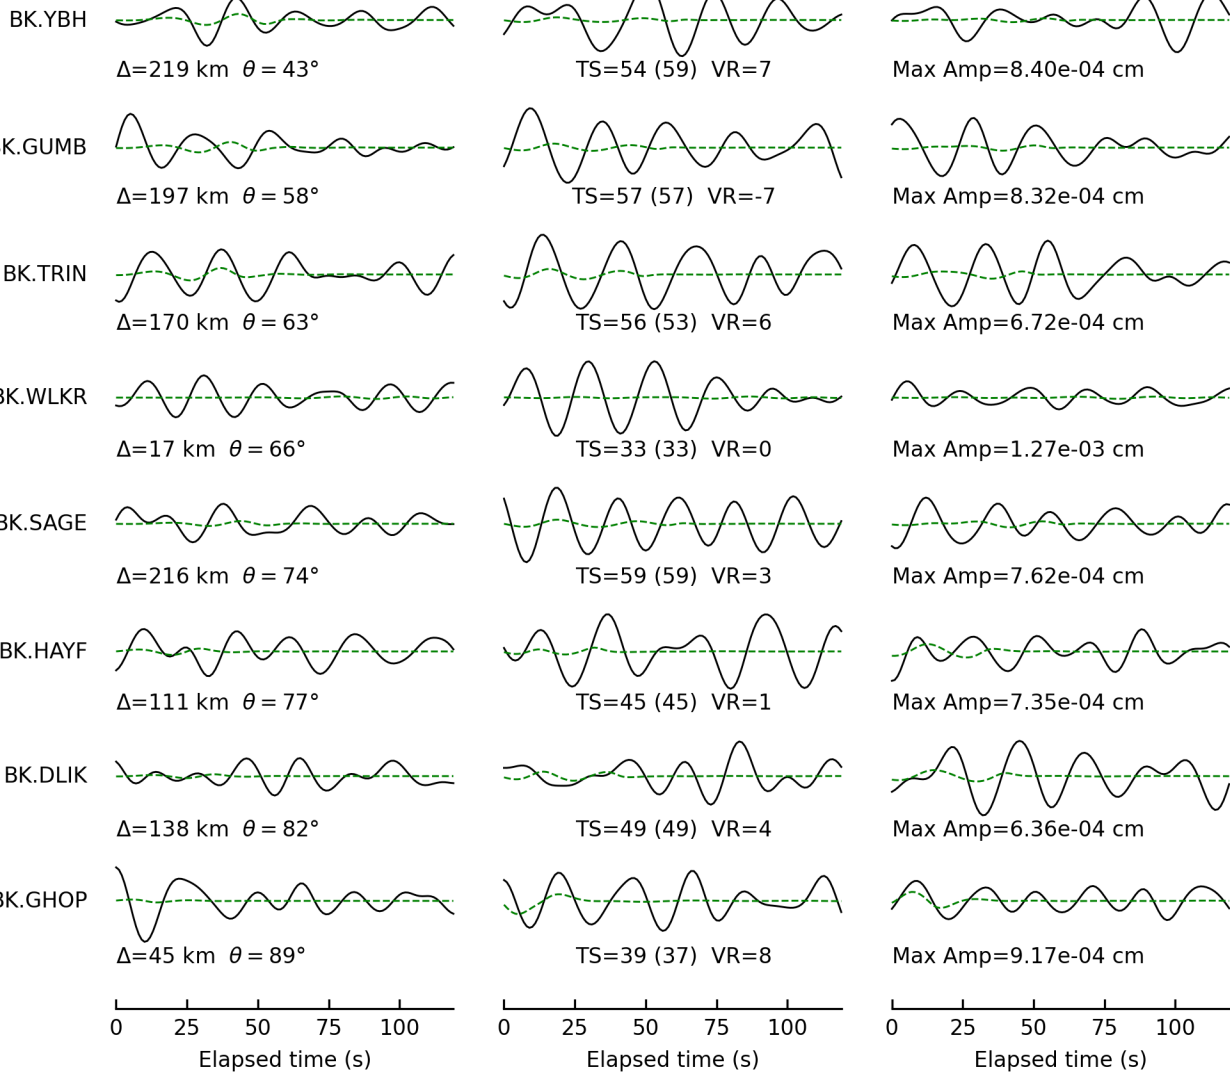 BK.YBH
Δ=219 km θ = 43° TS=54 (59) VR=7 Max Amp=8.40e-04 cm
K.GUMB
Δ=197 km θ = 58° TS=57 (57) VR=-7 Max Amp=8.32e-04 cm
BK.TRIN
Δ=170 km θ = 63° TS=56 (53) VR=6 Max Amp=6.72e-04 cm
BK.WLKR
Δ=17 km θ = 66° TS=33 (33) VR=0 Max Amp=1.27e-03 cm
BK.SAGE
Δ=216 km θ = 74° TS=59 (59) VR=3 Max Amp=7.62e-04 cm
BK.HAYF
Δ=111 km θ = 77° TS=45 (45) VR=1 Max Amp=7.35e-04 cm
BK.DLIK
Δ=138 km θ = 82° TS=49 (49) VR=4 Max Amp=6.36e-04 cm
BK.GHOP
Δ=45 km θ = 89° TS=39 (37) VR=8 Max Amp=9.17e-04 cm
0 25 50 75 100 0 25 50 75 100 0 25 50 75 100
Elapsed time (s) Elapsed time (s) Elapsed time (s)